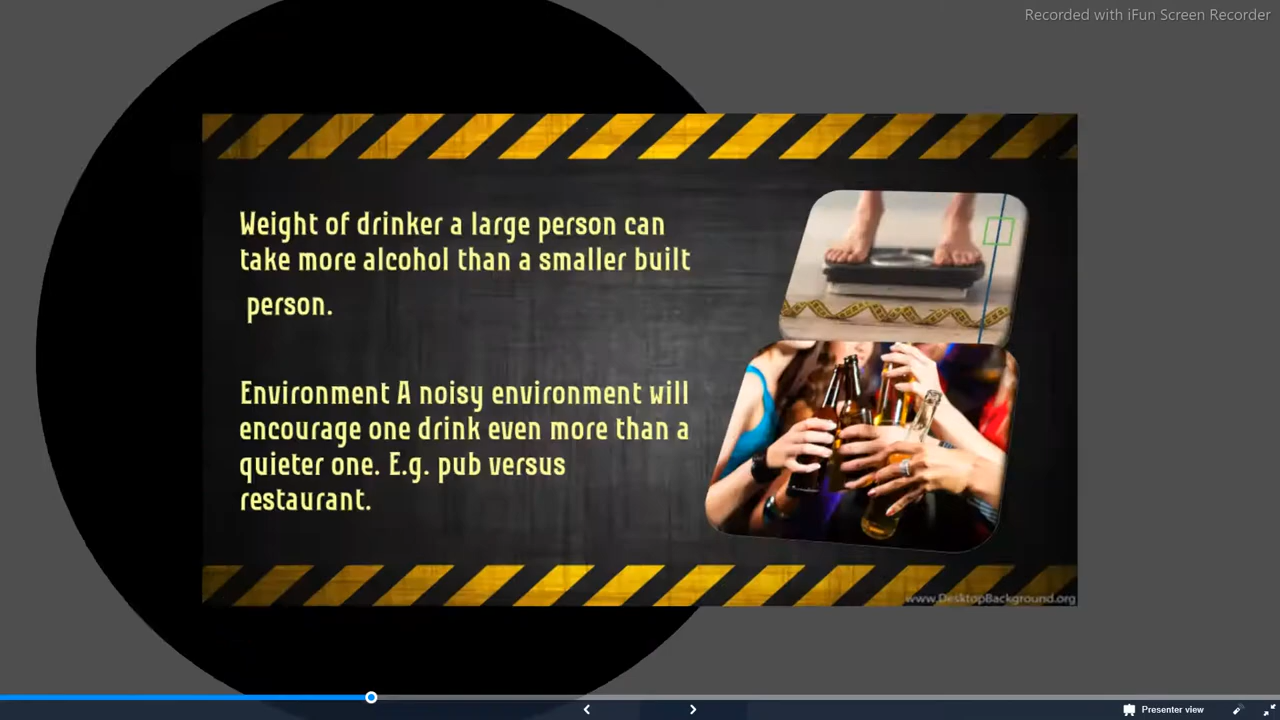 Recorded with iFun Screen Recorder
Weight of drinker a large person can
take more alcohol than a smaller built
person.
Environment A noisy environment will
encourage one drink even more than a
quieter one. E.g. pub versus
restaurant.
www.DesktopBackground.org
Presenter view